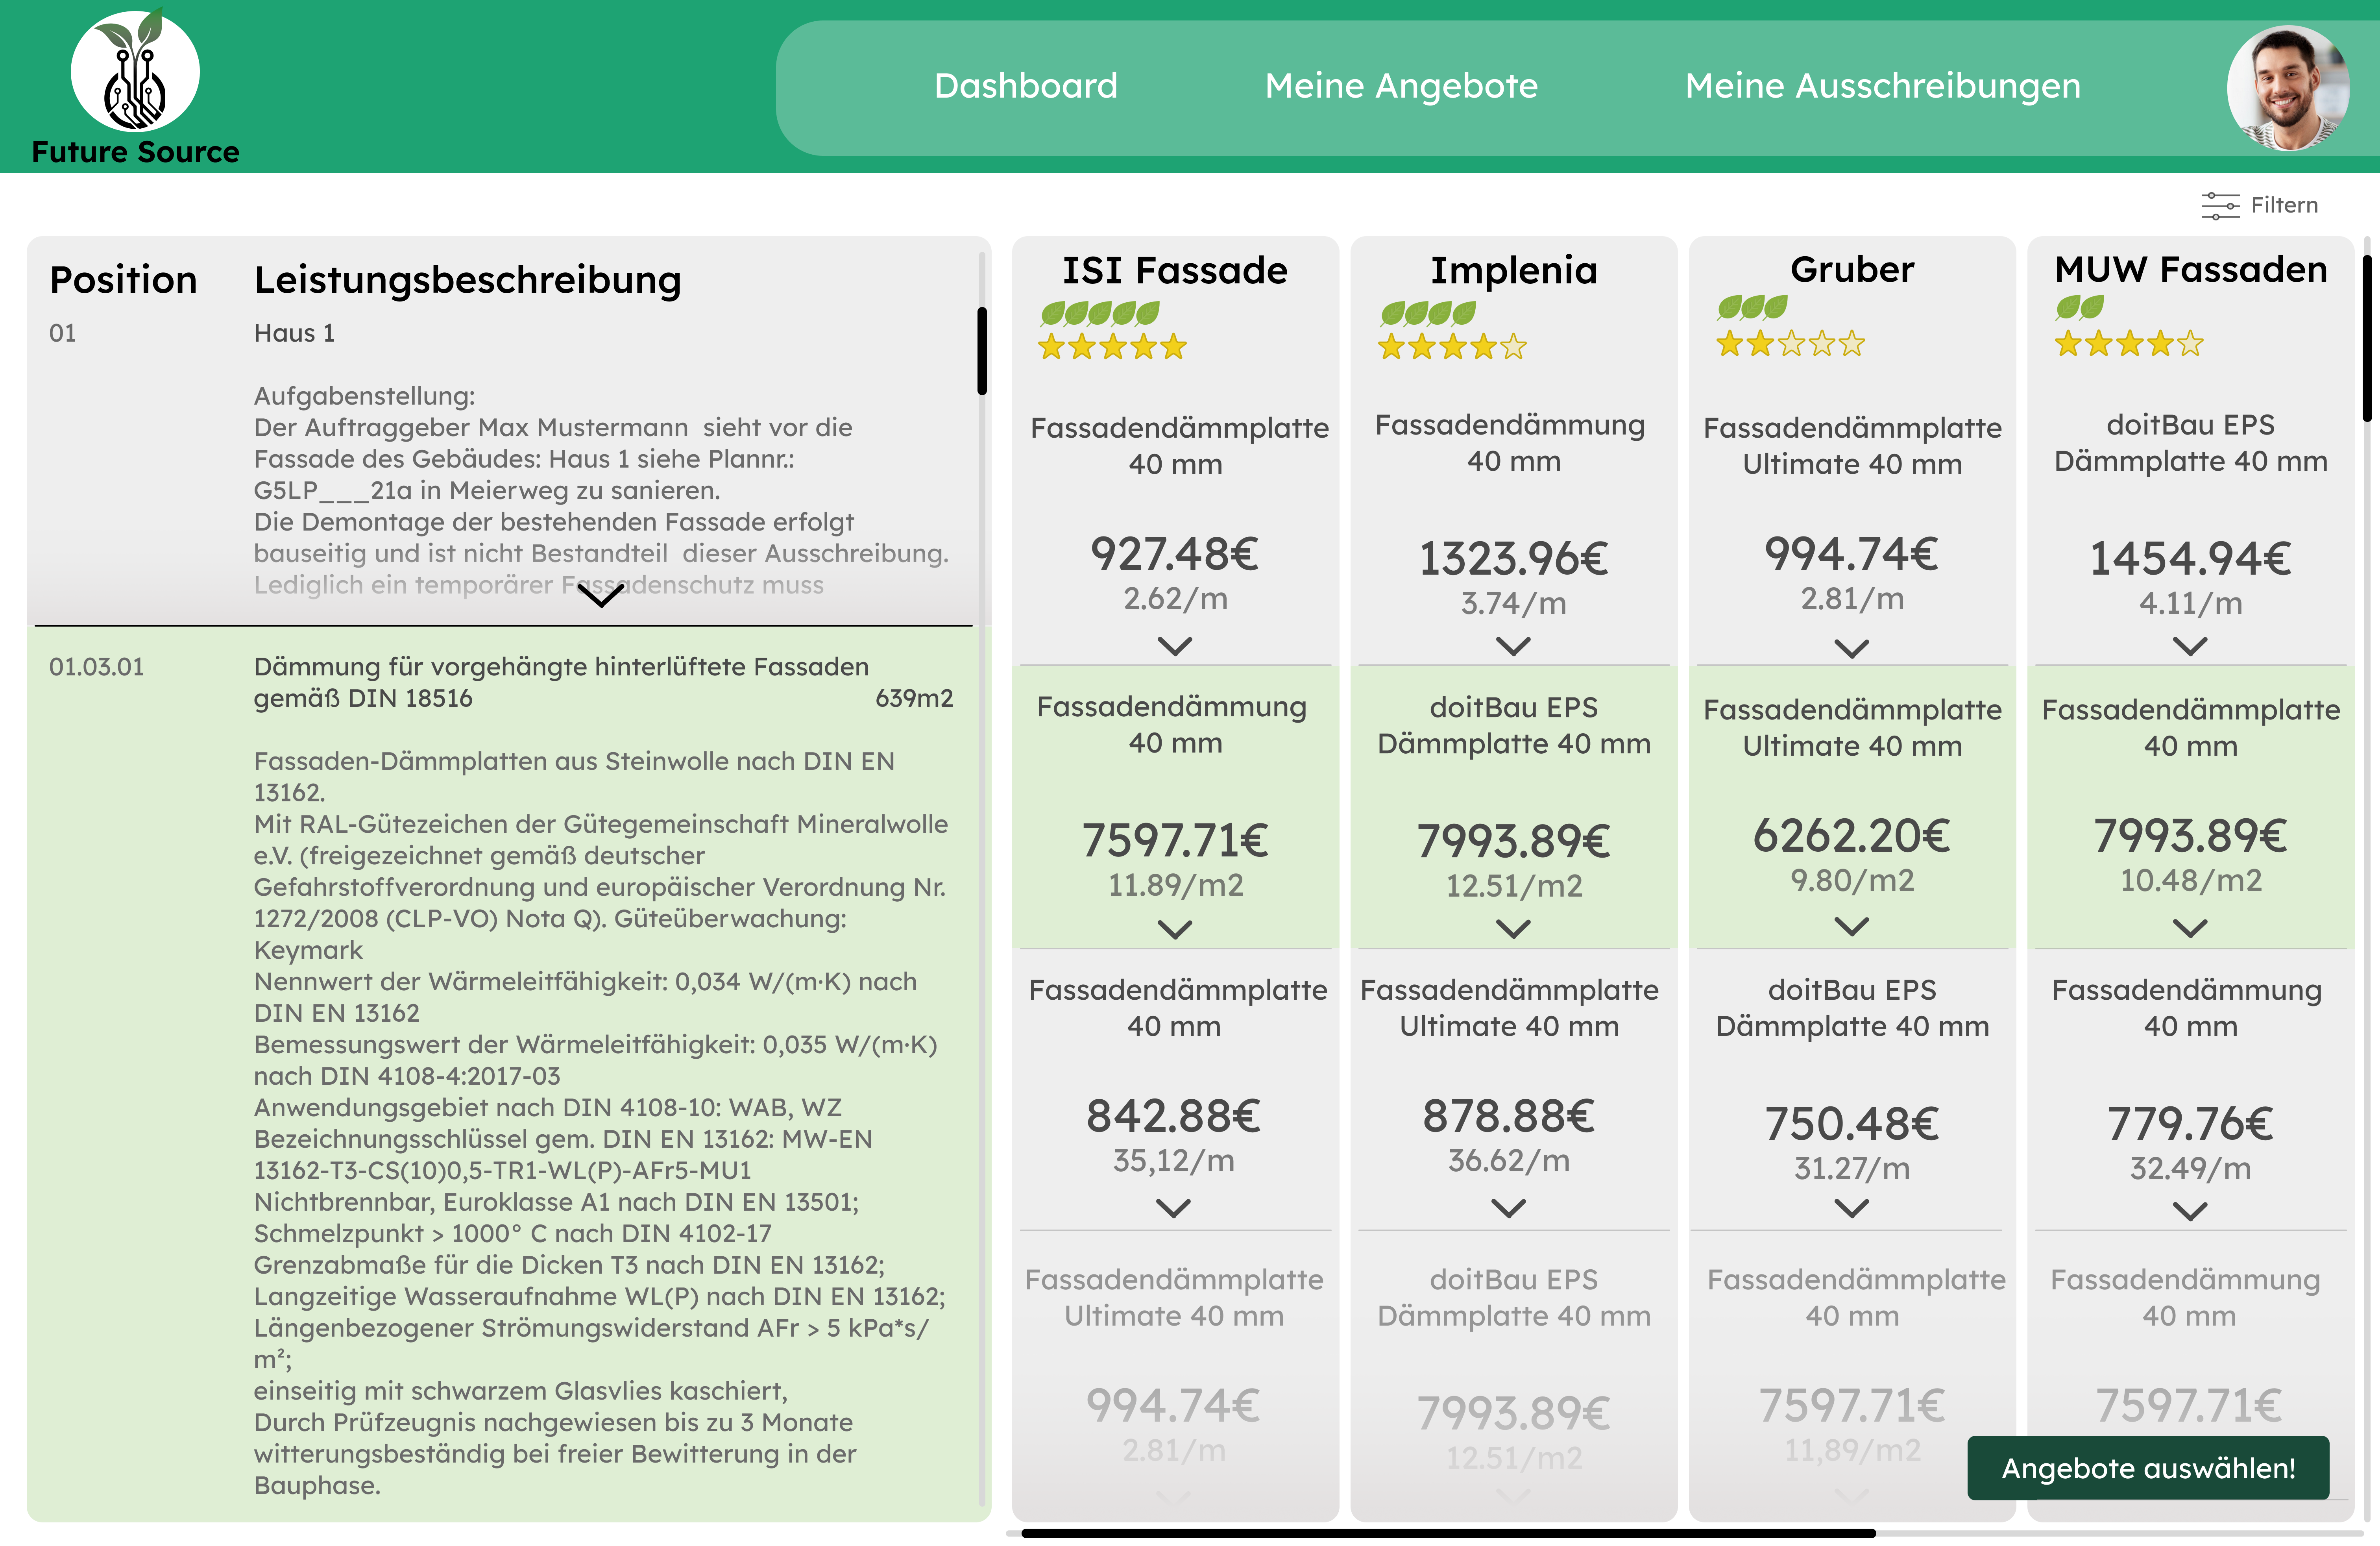 Future Source
Dashboard
Meine Angebote
Meine Ausschreibungen
Filtern
Position
Leistungsbeschreibung
01
Haus 1
Aufgabenstellung:
Der Auftraggeber Max Mustermann  sieht vor die
Fassade des Gebäudes: Haus 1 siehe Plannr.:
G5LP___21a in Meierweg zu sanieren.
Die Demontage der bestehenden Fassade erfolgt
bauseitig und ist nicht Bestandteil  dieser Ausschreibung.
Lediglich ein temporärer Fassadenschutz muss
01.03.01
Dämmung für vorgehängte hinterlüftete Fassaden
gemäß DIN 18516
639m2
Fassaden-Dämmplatten aus Steinwolle nach DIN EN
13162.
Mit RAL-Gütezeichen der Gütegemeinschaft Mineralwolle
e.V. (freigezeichnet gemäß deutscher
Gefahrstoffverordnung und europäischer Verordnung Nr.
1272/2008 (CLP-VO) Nota Q). Güteüberwachung:
Keymark
Nennwert der Wärmeleitfähigkeit: 0,034 W/(m·K) nach
DIN EN 13162
Bemessungswert der Wärmeleitfähigkeit: 0,035 W/(m·K)
nach DIN 4108-4:2017-03
Anwendungsgebiet nach DIN 4108-10: WAB, WZ
Bezeichnungsschlüssel gem. DIN EN 13162: MW-EN
13162-T3-CS(10)0,5-TR1-WL(P)-AFr5-MU1
Nichtbrennbar, Euroklasse A1 nach DIN EN 13501;
Schmelzpunkt > 1000° C nach DIN 4102-17
Grenzabmaße für die Dicken T3 nach DIN EN 13162;
Langzeitige Wasseraufnahme WL(P) nach DIN EN 13162;
Längenbezogener Strömungswiderstand AFr > 5 kPa*s/
m²;
einseitig mit schwarzem Glasvlies kaschiert,
Durch Prüfzeugnis nachgewiesen bis zu 3 Monate
witterungsbeständig bei freier Bewitterung in der
Bauphase.
ISI Fassade
Fassadendämmplatte
40 mm
927.48€
2.62/m
Fassadendämmung
40 mm
7597.71€
11.89/m2
Fassadendämmplatte
40 mm
842.88€
35,12/m
Fassadendämmplatte
Ultimate 40 mm
994.74€
2.81/m
Implenia
Fassadendämmung
40 mm
1323.96€
3.74/m
doitBau EPS
Dämmplatte 40 mm
7993.89€
12.51/m2
Fassadendämmplatte
Ultimate 40 mm
878.88€
36.62/m
doitBau EPS
Dämmplatte 40 mm
7993.89€
12.51/m2
Gruber
Fassadendämmplatte
Ultimate 40 mm
994.74€
2.81/m
Fassadendämmplatte
Ultimate 40 mm
6262.20€
9.80/m2
doitBau EPS
Dämmplatte 40 mm
750.48€
31.27/m
Fassadendämmplatte
40 mm
7597.71€
11,89/m2
MUW Fassaden
doitBau EPS
Dämmplatte 40 mm
1454.94€
4.11/m
Fassadendämmplatte
40 mm
7993.89€
10.48/m2
Fassadendämmung
40 mm
779.76€
32.49/m
Fassadendämmung
40 mm
7597.71€
Angebote auswählen!